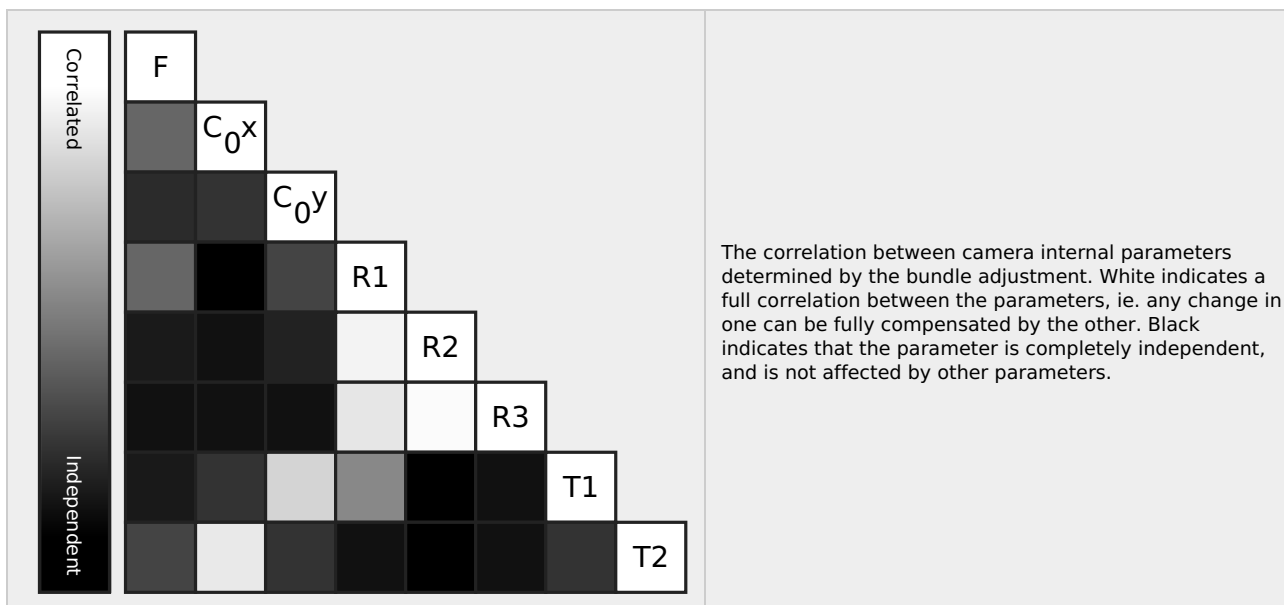 Correlated
Independent
F
C0x
C0y
R1
R2
R3
T1
T2
The correlation between camera internal parameters
determined by the bundle adjustment. White indicates a
full correlation between the parameters, ie. any change in
one can be fully compensated by the other. Black
indicates that the parameter is completely independent,
and is not affected by other parameters.